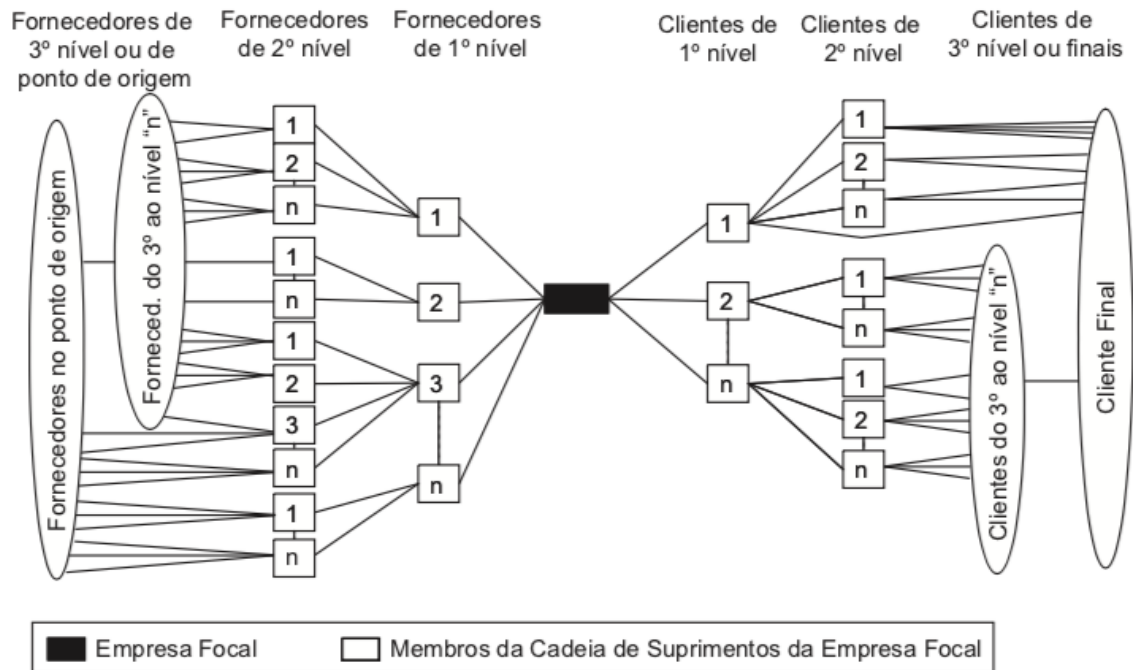 Fornecedores de
3º nível ou de
ponto de origem
Fornecedores
de 2º nível
Fornecedores
de 1º nível
Clientes de
1º nível
Clientes de
2º nível
Clientes de
3º nível ou finais
Fornecedores no ponto de origem
Forneced. do 3º ao nível “n”
1
2
n
1
n
1
2
3
n
1
n
1
2
3
n
1
2
n
1
2
n
1
n
1
2
n
Clientes do 3º ao nível “n”
Cliente Final
Empresa Focal
Membros da Cadeia de Suprimentos da Empresa Focal